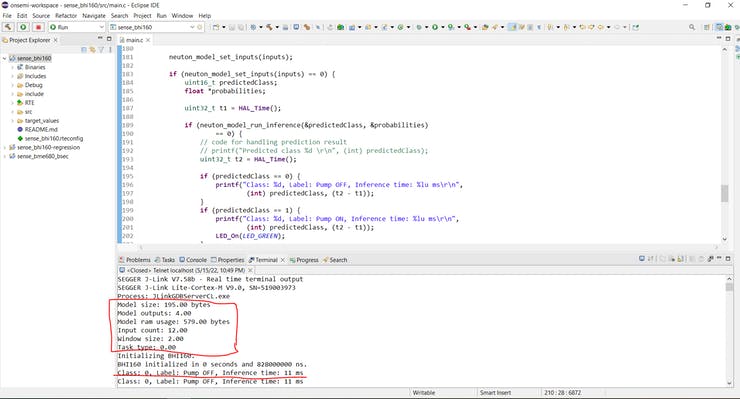 onsemi-workspace - sense_bhi160/src/main.c - Eclipse IDE
File Edit Source Refactor Navigate Search Project Run Window Help
Run
sense_bhi160
Project Explorer
main.c
sense_bhi160
Binaries
Includes
Debug
include
RTE
src
target_values
README.md
sense_bhi160.rteconfig
sense_bhi160-regression
sense_bme680_bsec
180
181 neuton_model_set_inputs(inputs);
182
183 if (neuton_model_set_inputs(inputs) == 0) {
184 uint16_t predictedClass;
185 float *probabilities;
186
187 uint32_t t1 = HAL_Time();
188
189 if (neuton_model_run_inference(&predictedClass, &probabilities)
190 == 0) {
191 // code for handling prediction result
192 // printf("Predicted class %d \r\n", (int) predictedClass);
193 uint32_t t2 = HAL_Time();
194
195 if (predictedClass == 0) {
196 printf("Class: %d, Label: Pump OFF, Inference time: %lu ms\r\n",
197 (int) predictedClass, (t2 - t1));
198 }
199 if (predictedClass == 1) {
200 printf("Class: %d, Label: Pump ON, Inference time: %lu ms\r\n",
201 (int) predictedClass, (t2 - t1));
202 LED_On(LED_GREEN);
203 }
Problems Tasks Console Properties Terminal Progress Search
<Closed> Telnet localhost (5/15/22, 10:49 PM)
SEGGER J-Link V7.58b - Real time terminal output
SEGGER J-Link Lite-Cortex-M V9.0, SN=519003973
Process: JLinkGDBServerCL.exe
Model size: 195.00 bytes
Model outputs: 4.00
Model ram usage: 579.00 bytes
Input count: 12.00
Window size: 2.00
Task type: 0.00
Initializing BHI160.
BHI160 initialized in 0 seconds and 828000000 ns.
Class: 0, Label: Pump OFF, Inference time: 11 ms
Class: 0, Label: Pump OFF, Inference time: 11 ms
Writable
Smart Insert
210 : 28 : 6872